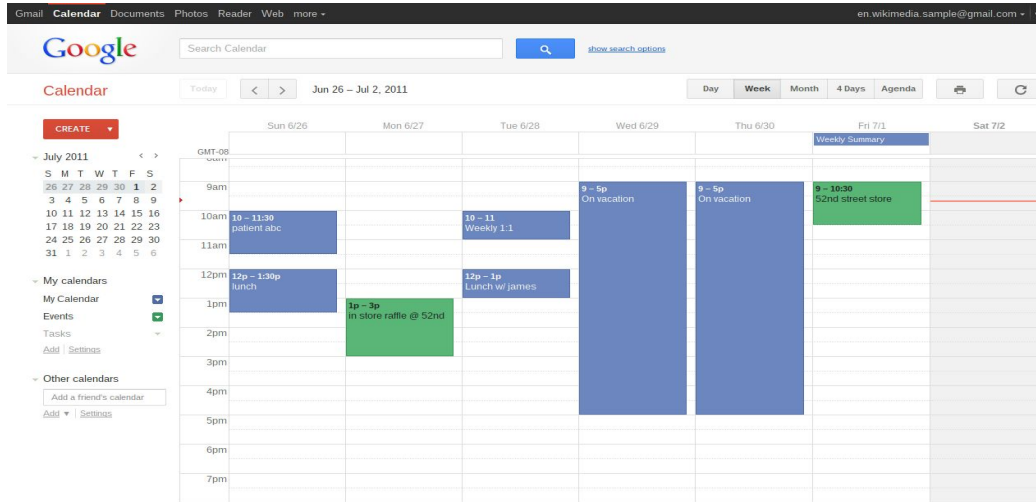 Gmail Calendar Documents Photos Reader Web more
en.wikimedia.sample@gmail.com
Google
Search Calendar
show search options
Calendar
Today
Jun 26 – Jul 2, 2011
Day Week Month 4 Days Agenda
CREATE
July 2011
S M T W T F S
26 27 28 29 30 1 2
3 4 5 6 7 8 9
10 11 12 13 14 15 16
17 18 19 20 21 22 23
24 25 26 27 28 29 30
31 1 2 3 4 5 6
My calendars
My Calendar
Events
Tasks
Add Settings
Other calendars
Add a friend's calendar
Add Settings
Sun 6/26 Mon 6/27 Tue 6/28 Wed 6/29 Thu 6/30 Fri 7/1 Sat 7/2
Weekly Summary
GMT-08
9am
10am
11am
12pm
1pm
2pm
3pm
4pm
5pm
6pm
7pm
10 – 11:30
patient abc
12p – 1:30p
lunch
1p – 3p
in store raffle @ 52nd
10 – 11
Weekly 1:1
12p – 1p
Lunch w/ james
9 – 5p
On vacation
9 – 5p
On vacation
9 – 10:30
52nd street store